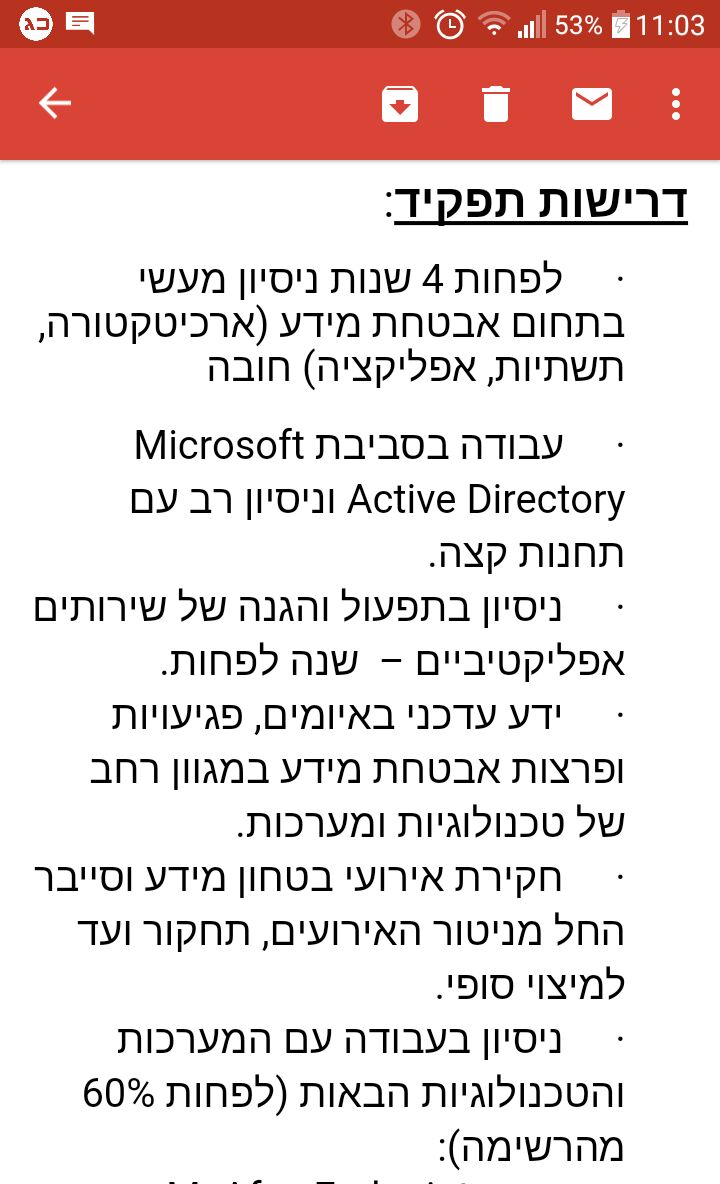 53% 11:03
דרישות תפקיד:
· לפחות 4 שנות ניסיון מעשי
בתחום אבטחת מידע (ארכיטקטורה,
תשתיות, אפליקציה) חובה
· עבודה בסביבת Microsoft
Active Directory וניסיון רב עם
תחנות קצה.
· ניסיון בתפעול והגנה של שירותים
אפליקטיביים – שנה לפחות.
· ידע עדכני באיומים, פגיעויות
ופרצות אבטחת מידע במגוון רחב
של טכנולוגיות ומערכות.
· חקירת אירועי בטחון מידע וסייבר
החל מניטור האירועים, תחקור ועד
למיצוי סופי.
· ניסיון בעבודה עם המערכות
והטכנולוגיות הבאות (לפחות 60%
מהרשימה):